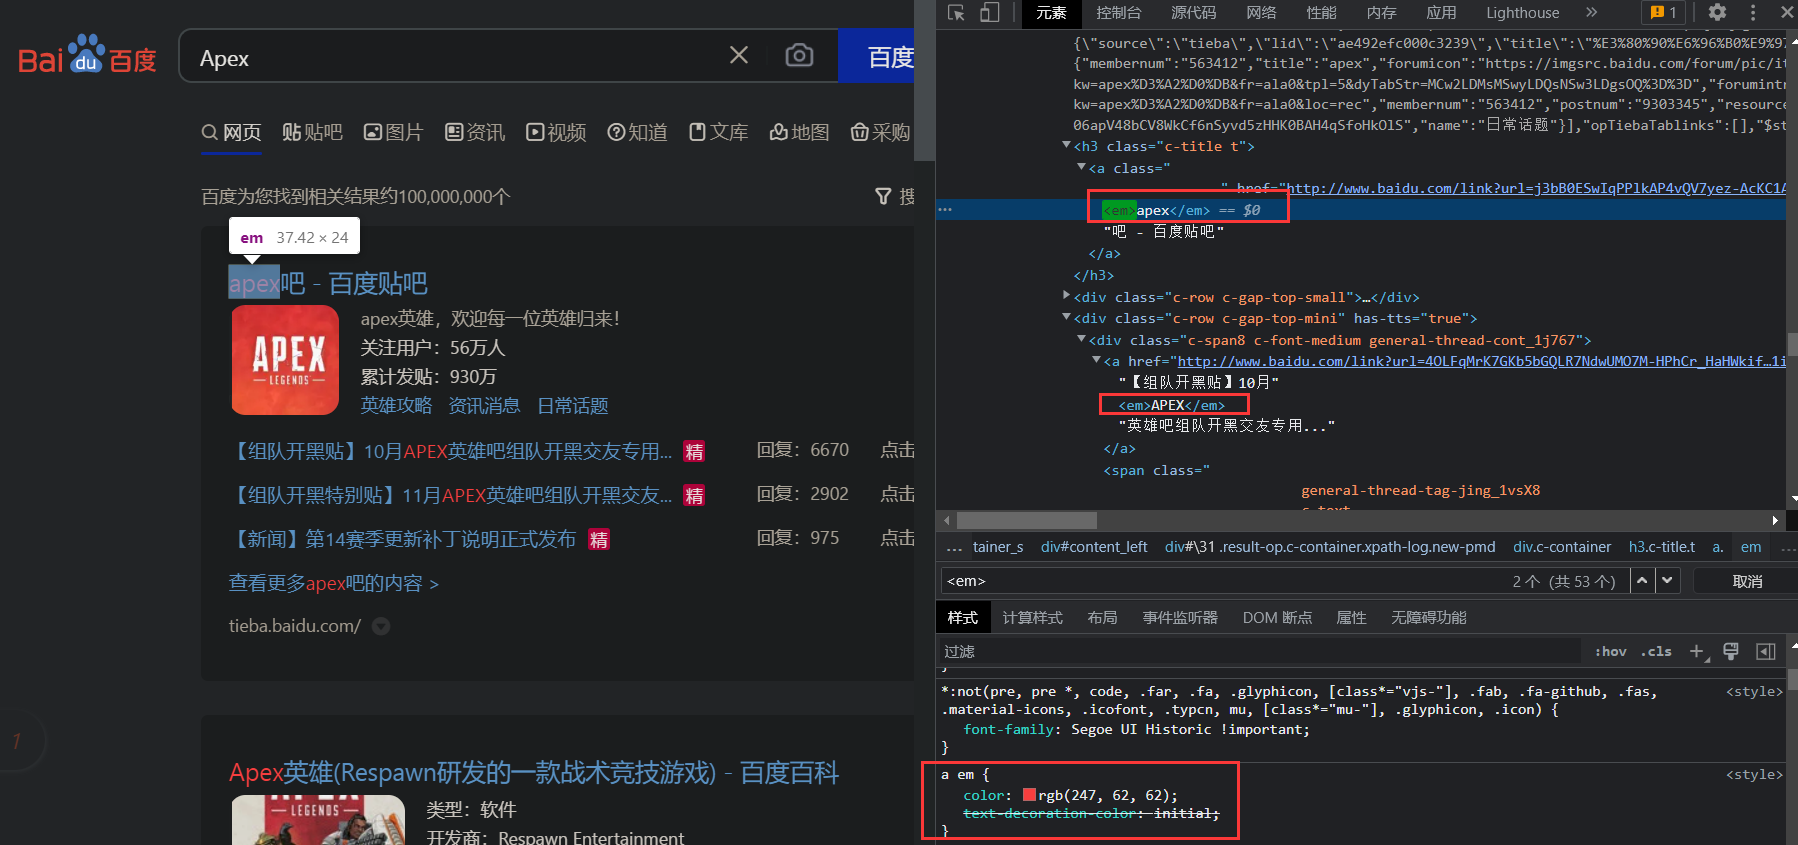 Bai du 百度
Apex
百度
网页 贴吧 图片 资讯 视频 知道 文库 地图 采购
百度为您找到相关结果约100,000,000个
搜
em 37.42 × 24
apex吧 - 百度贴吧
APEX
LEGENDS
apex英雄，欢迎每一位英雄归来！
关注用户：56万人
累计发贴：930万
英雄攻略 资讯消息 日常话题
【组队开黑贴】10月APEX英雄吧组队开黑交友专用... 精 回复：6670 点击
【组队开黑特别贴】11月APEX英雄吧组队开黑交友... 精 回复：2902 点击
【新闻】第14赛季更新补丁说明正式发布 精 回复：975 点击
查看更多apex吧的内容 >
tieba.baidu.com/
1
Apex英雄(Respawn研发的一款战术竞技游戏) - 百度百科
LEGENDS
类型：软件
开发商：Respawn Entertainment
元素 控制台 源代码 网络 性能 内存 应用 Lighthouse » 1
{\"source\":\"tieba\",\"lid\":\"ae492efc000c3239\",\"title\":\"%E3%80%90%E6%96%B0%E9%9
{"membernum":"563412","title":"apex","forumicon":"https://imgsrc.baidu.com/forum/pic/it
kw=apex%D3%A2%D0%DB&fr=ala0&tpl=5&dyTabStr=MCw2LDMsMSwyLDQsNSw3LDgsOQ%3D%3D","forumintr
kw=apex%D3%A2%D0%DB&fr=ala0&loc=rec","membernum":"563412","postnum":"9303345","resource
06apV48bCV8WkCf6nSyvd5zHHK0BAH4qSfoHkOlS","name":"日常话题"}],"opTiebaTablinks":[],"$st
<h3 class="c-title t">
<a class="
" href="http://www.baidu.com/link?url=j3bB0ESwIqPPlkAP4vQV7yez-AcKC1A
<em>apex</em> == $0
"吧 - 百度贴吧"
</a>
</h3>
<div class="c-row c-gap-top-small">…</div>
<div class="c-row c-gap-top-mini" has-tts="true">
<div class="c-span8 c-font-medium general-thread-cont_1j767">
<a href="http://www.baidu.com/link?url=4OLFqMrK7GKb5bGQLR7NdwUMO7M-HPhCr_HaHWkif…1i
"【组队开黑贴】10月"
<em>APEX</em>
"英雄吧组队开黑交友专用..."
</a>
<span class="
general-thread-tag-jing_1vsX8
c-text
... tainer_s div#content_left div#\31 .result-op.c-container.xpath-log.new-pmd div.c-container h3.c-title.t a. em ...
<em> 2 个（共 53 个） 取消
样式 计算样式 布局 事件监听器 DOM 断点 属性 无障碍功能
过滤 :hov .cls +
}
*:not(pre, pre *, code, .far, .fa, .glyphicon, [class*="vjs-"], .fab, .fa-github, .fas, <style>
.material-icons, .icofont, .typcn, mu, [class*="mu-"], .glyphicon, .icon) {
font-family: Segoe UI Historic !important;
}
a em { <style>
color: rgb(247, 62, 62);
text-decoration-color: initial;
}